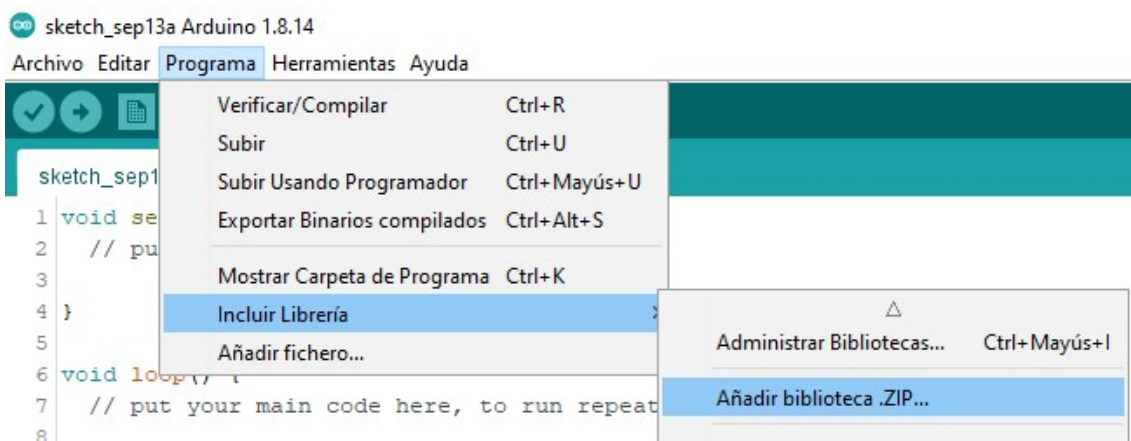 sketch_sep13a Arduino 1.8.14
Archivo Editar Programa Herramientas Ayuda
Verificar/Compilar Ctrl+R
Subir Ctrl+U
Subir Usando Programador Ctrl+Mayús+U
Exportar Binarios compilados Ctrl+Alt+S
Mostrar Carpeta de Programa Ctrl+K
Incluir Librería
Añadir fichero...
Administrar Bibliotecas... Ctrl+Mayús+I
Añadir biblioteca .ZIP...
sketch_sep1
1 void se
2 // pu
3
4 }
5
6 void loop() {
7 // put your main code here, to run repeat
8